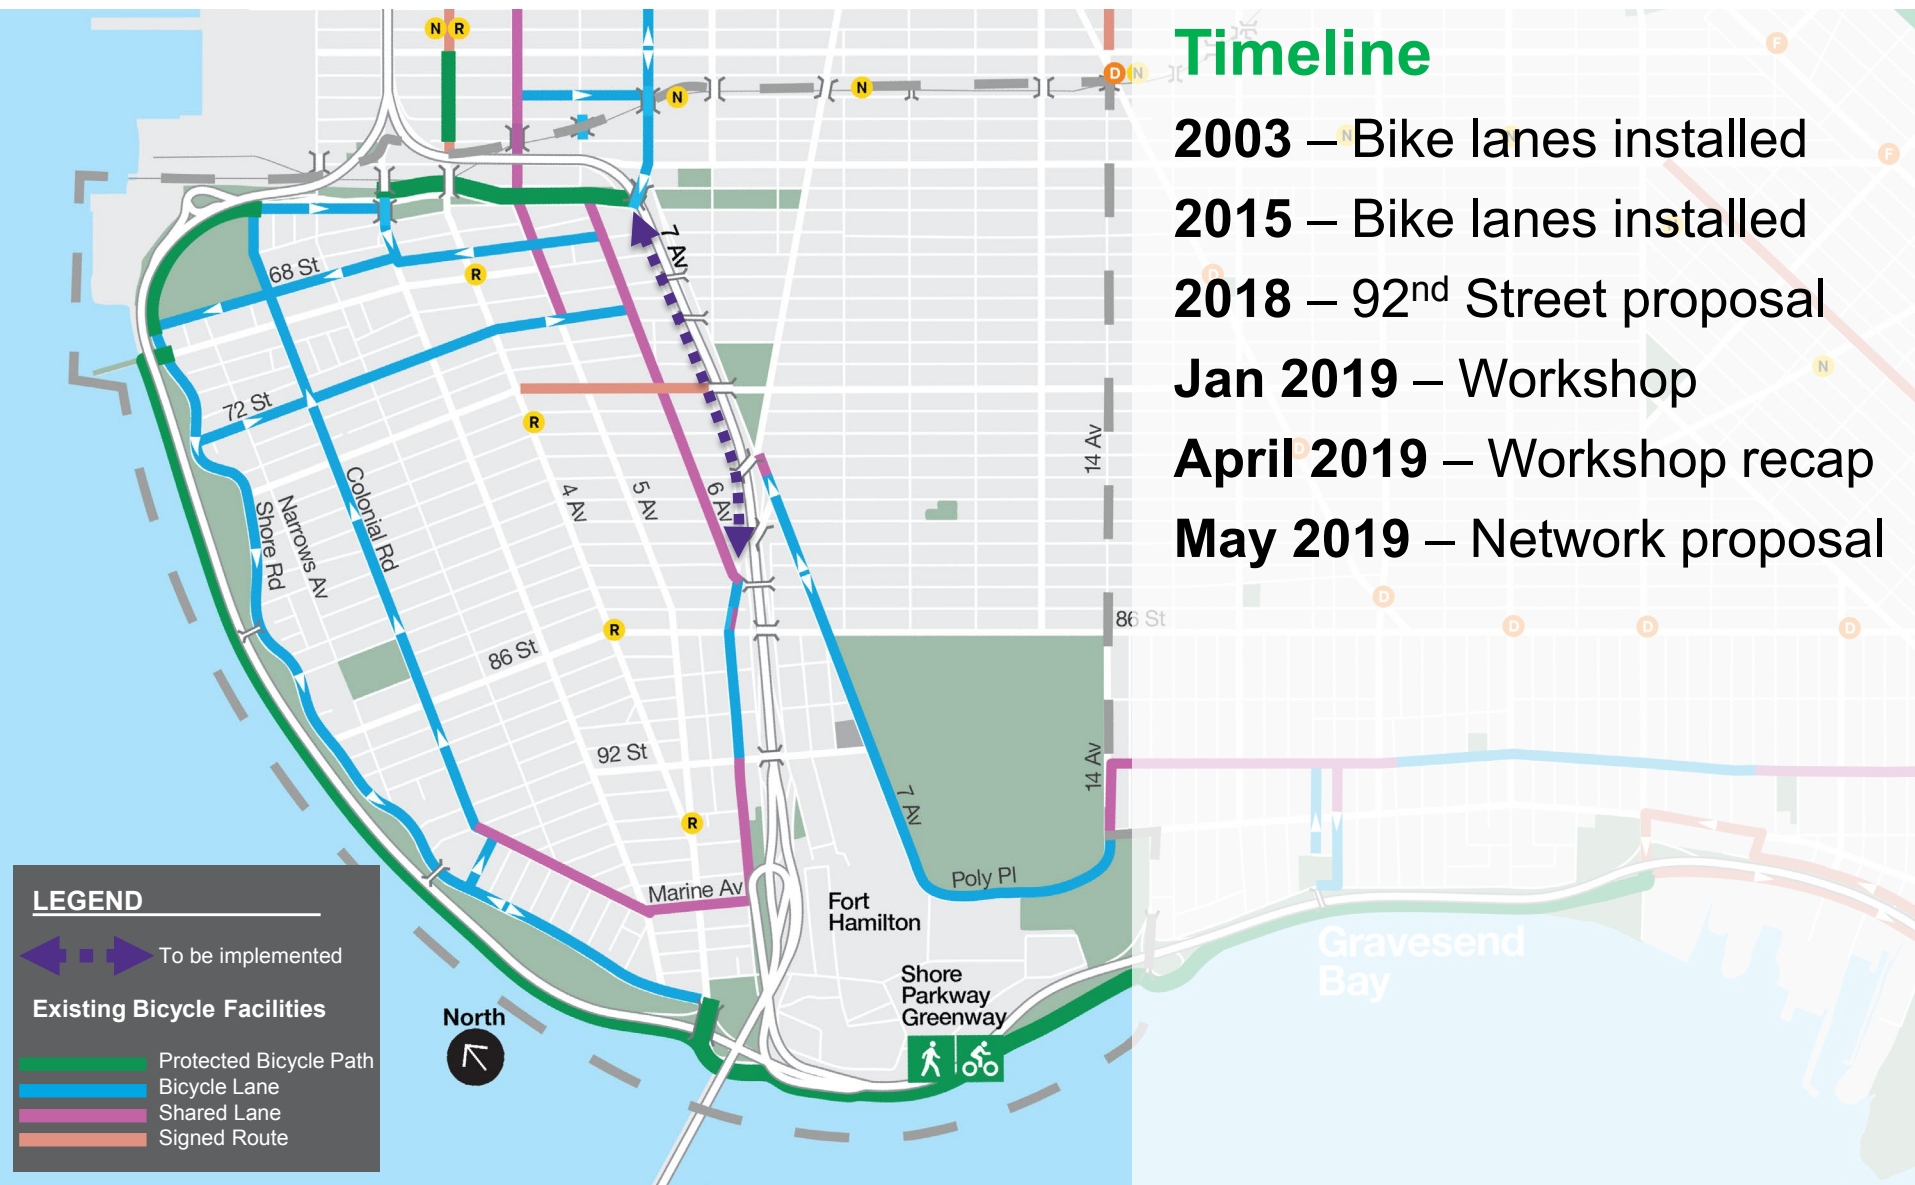 Timeline
2003 – Bike lanes installed
2015 – Bike lanes installed
2018 – 92nd Street proposal
Jan 2019 – Workshop
April 2019 – Workshop recap
May 2019 – Network proposal
N R
N
N
D N
F
N
F
7 Av
68 St
R
D
N
72 St
R
14 Av
D
Colonial Rd
4 Av
5 Av
6 Av
Narrows Av
Shore Rd
D
86 St
R
86 St
D
D
D
92 St
14 Av
7 Av
R
Poly Pl
Marine Av
Fort
Hamilton
Gravesend
Bay
Shore
Parkway
Greenway
North
LEGEND
To be implemented
Existing Bicycle Facilities
Protected Bicycle Path
Bicycle Lane
Shared Lane
Signed Route